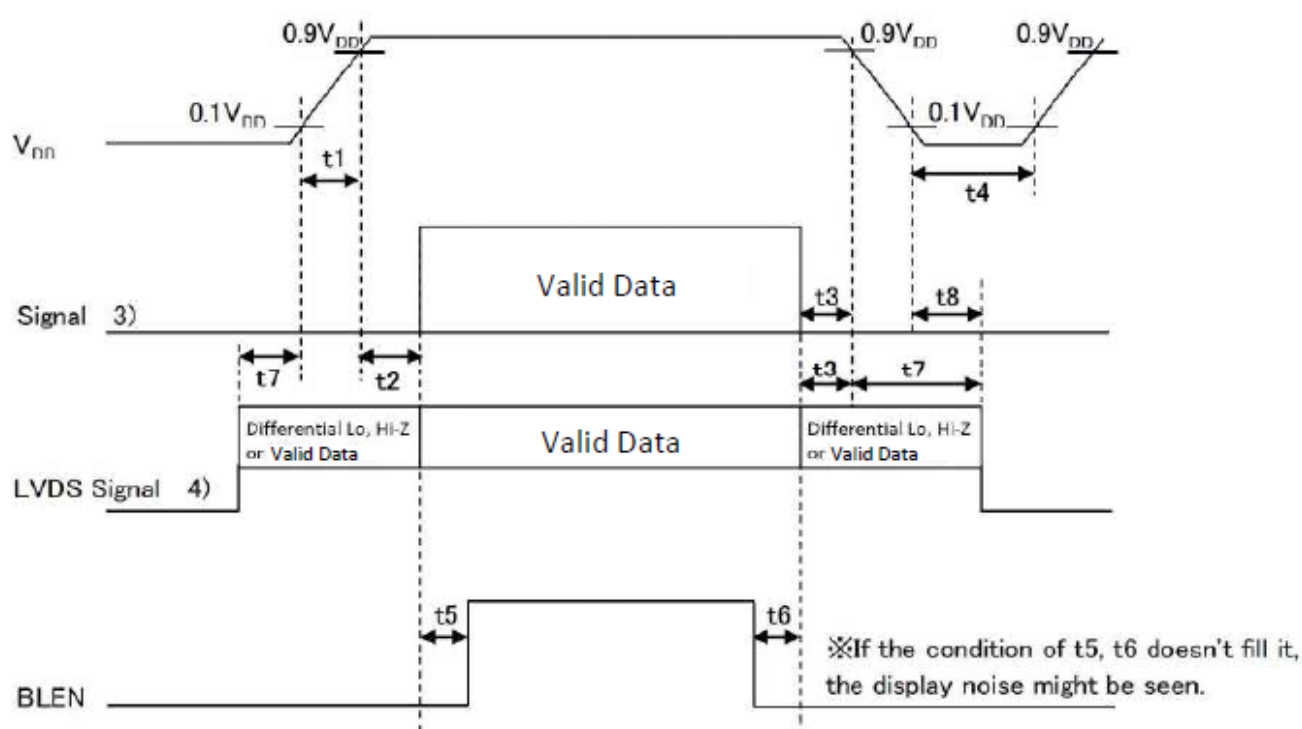 0.9VDD 0.9VDD 0.9VDD
0.1VDD 0.1VDD
VDD
t1
t4
Valid Data
t3 t8
Signal 3)
t7 t2 t3 t7
Differential Lo, Hi-Z
or Valid Data
Valid Data
Differential Lo, Hi-Z
or Valid Data
LVDS Signal 4)
t5 t6
※If the condition of t5, t6 doesn't fill it,
the display noise might be seen.
BLEN